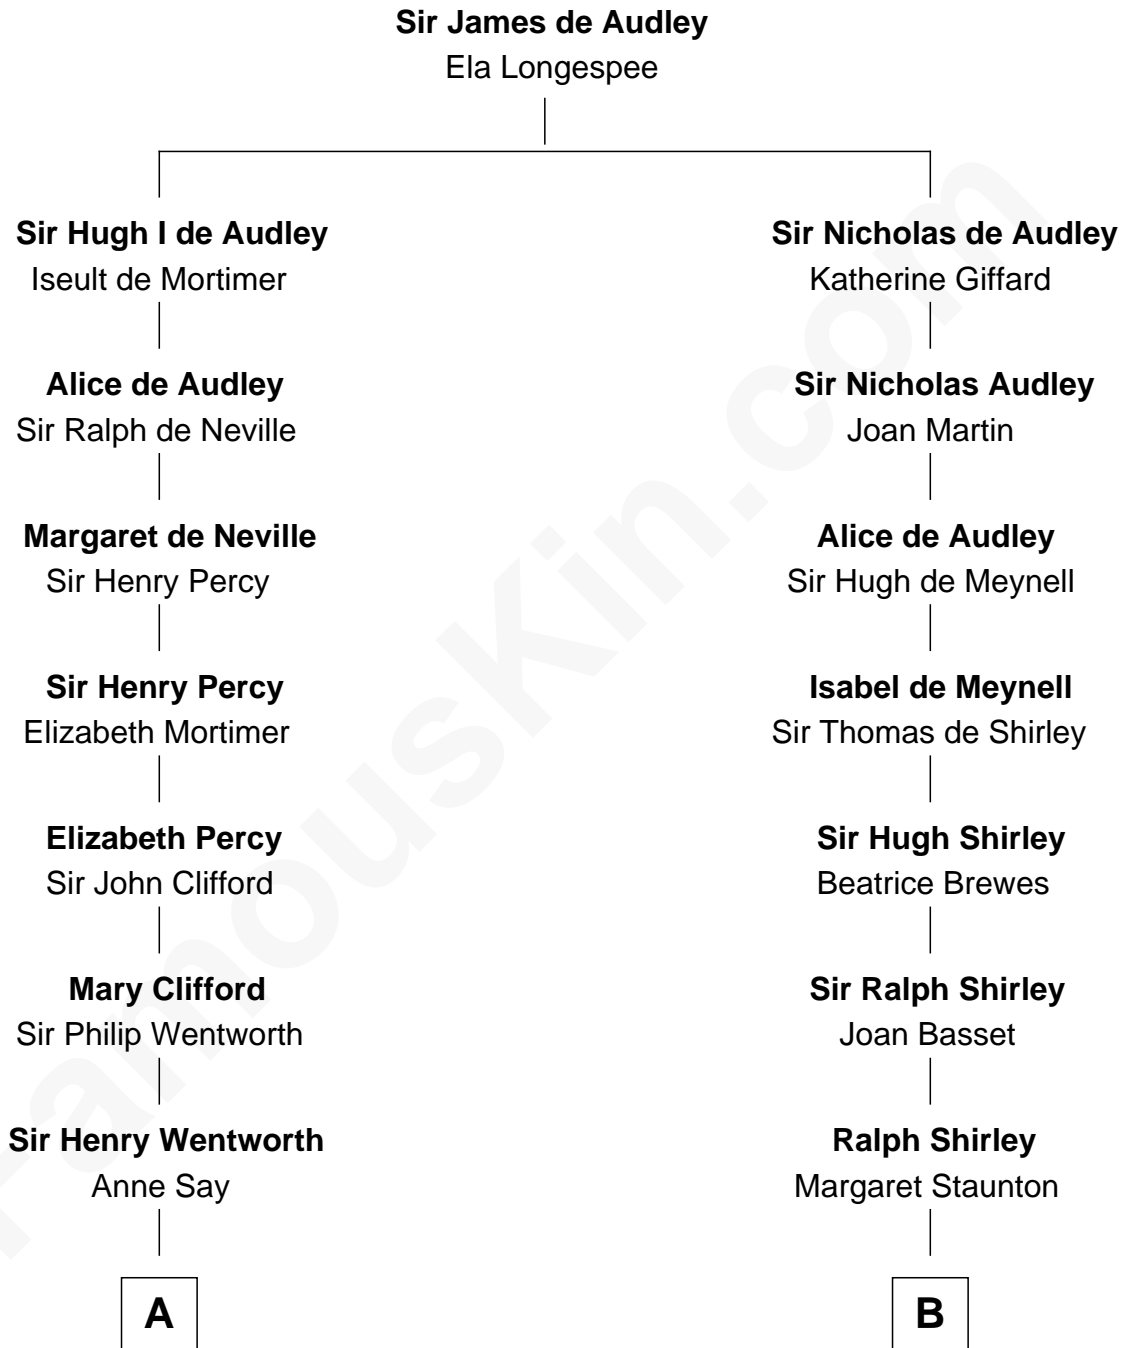 Sir James de Audley
Ela Longespee
Sir Hugh I de Audley
Iseult de Mortimer
Sir Nicholas de Audley
Katherine Giffard
Alice de Audley
Sir Ralph de Neville
Sir Nicholas Audley
Joan Martin
Margaret de Neville
Sir Henry Percy
Alice de Audley
Sir Hugh de Meynell
Sir Henry Percy
Elizabeth Mortimer
Isabel de Meynell
Sir Thomas de Shirley
Elizabeth Percy
Sir John Clifford
Sir Hugh Shirley
Beatrice Brewes
Mary Clifford
Sir Philip Wentworth
Sir Ralph Shirley
Joan Basset
Sir Henry Wentworth
Anne Say
Ralph Shirley
Margaret Staunton
A
B
FamousKin.com